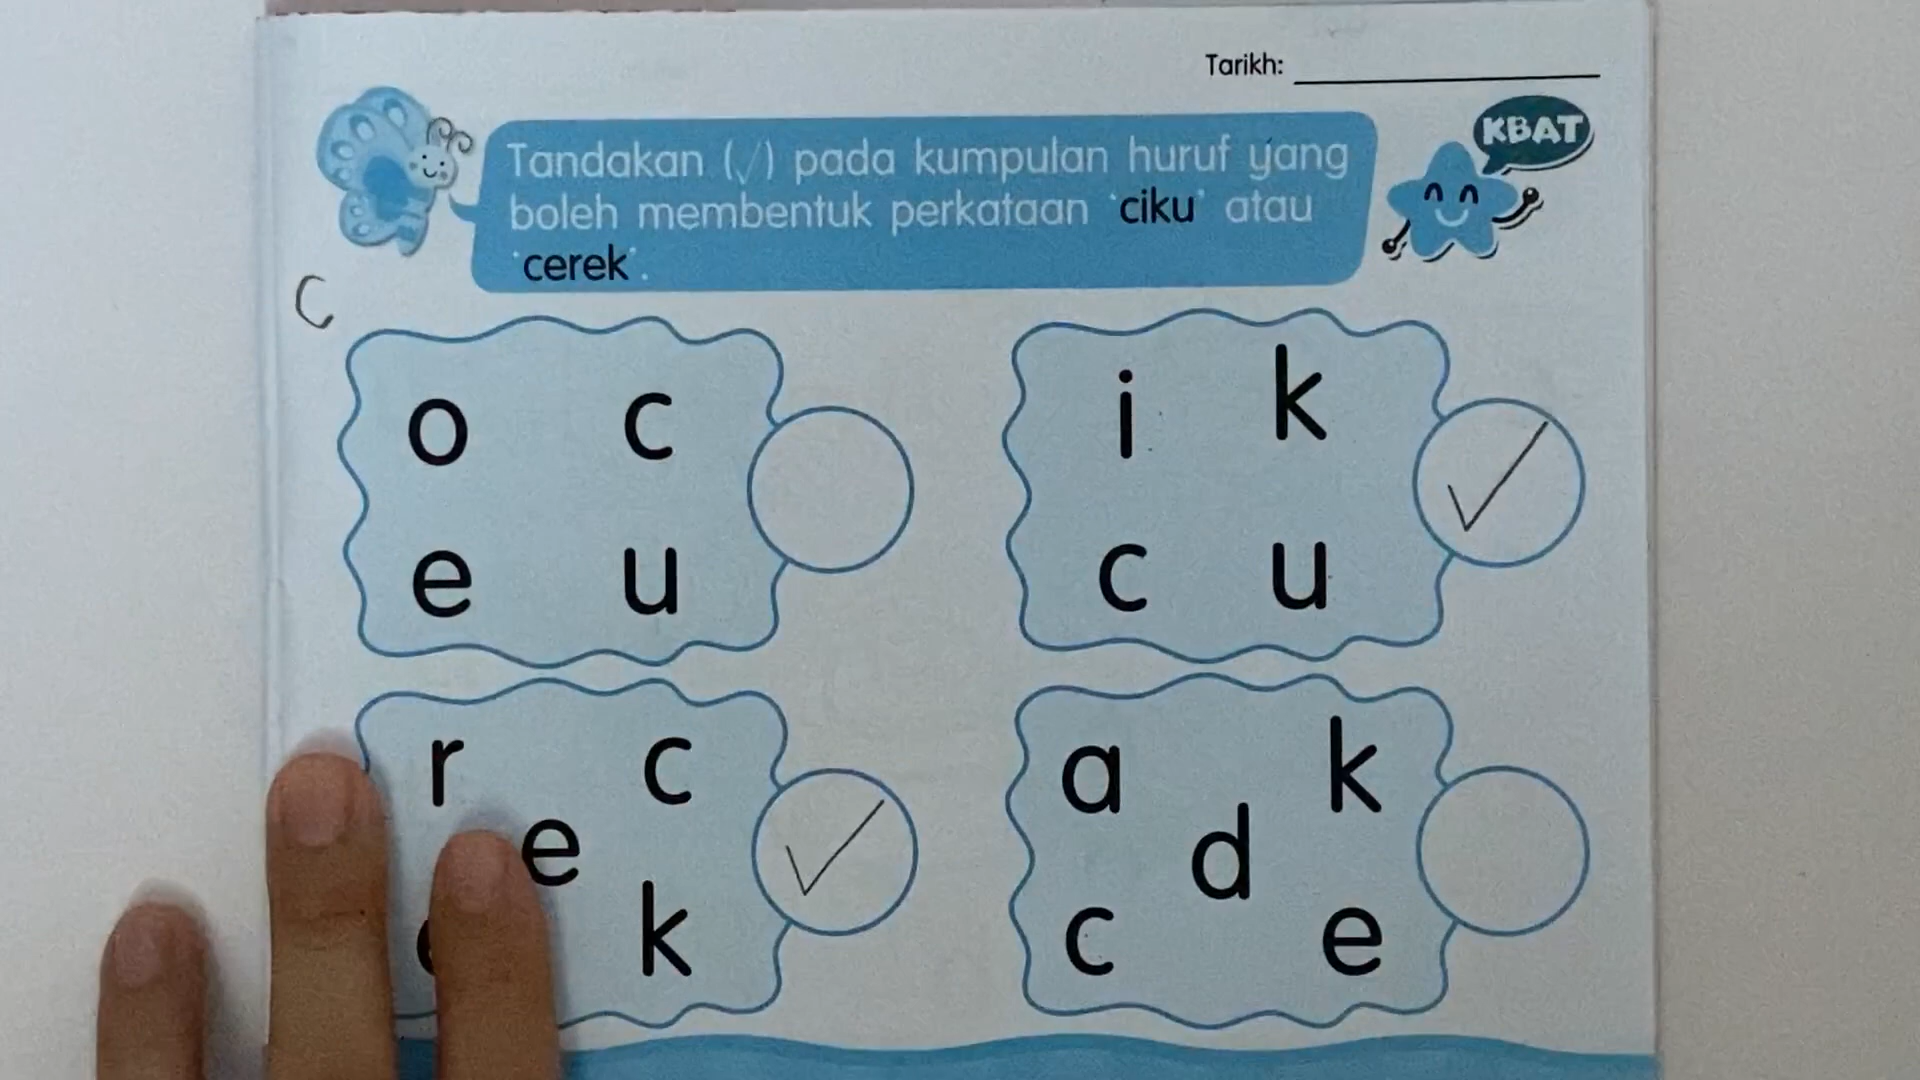 Tarikh:
KBAT
Tandakan (√) pada kumpulan huruf yang
boleh membentuk perkataan 'ciku' atau
'cerek'.
C
o c
e u
i k
c u
r c
e
k
a k
d
c e